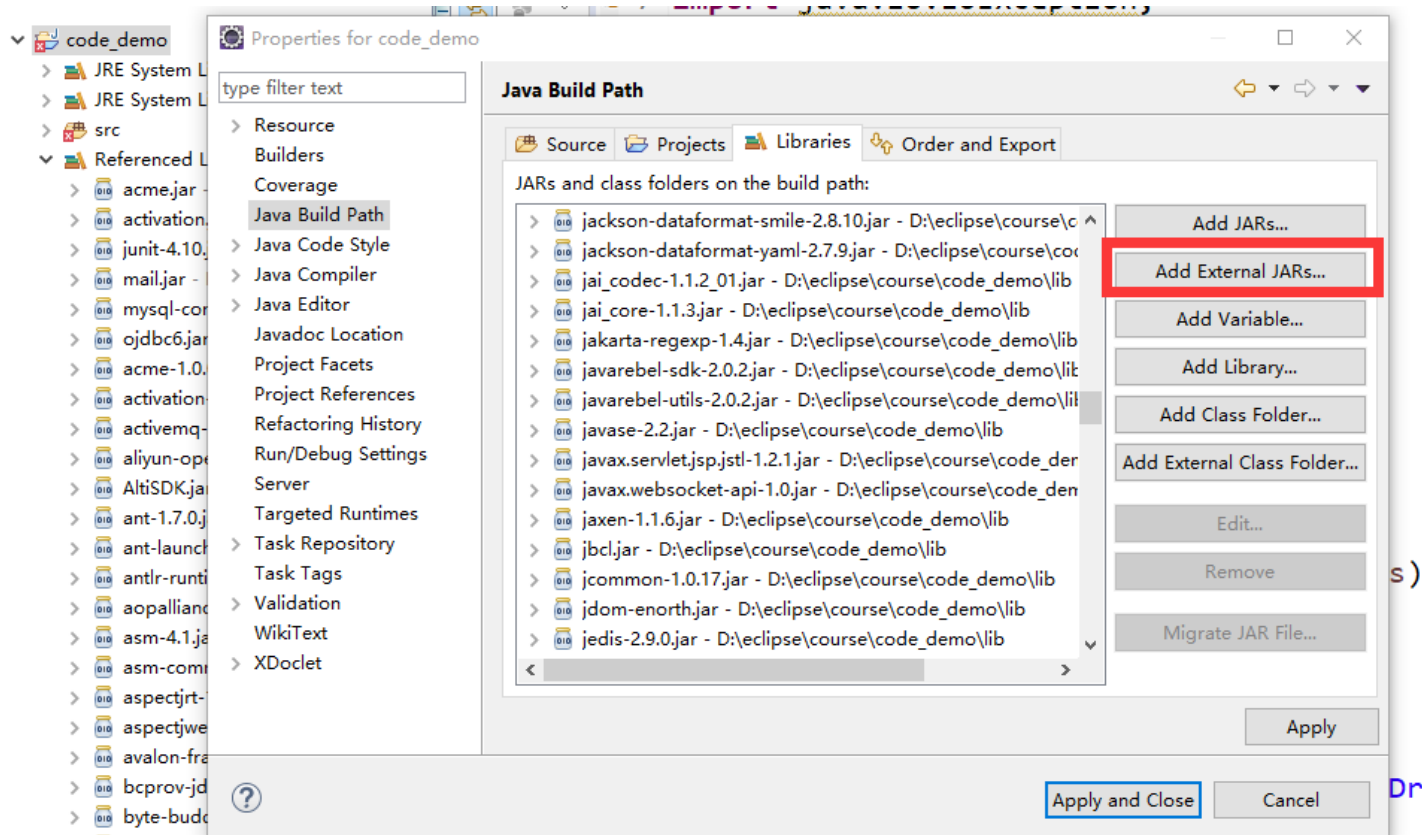 import java.io.IOException;
code_demo
JRE System L
JRE System L
src
Referenced L
acme.jar -
activation.
junit-4.10.j
mail.jar -
mysql-con
ojdbc6.jar
acme-1.0.
activation-
activemq-
aliyun-ope
AltiSDK.jar
ant-1.7.0.j
ant-launch
antlr-runti
aopallianc
asm-4.1.ja
asm-comm
aspectjrt-
aspectjwe
avalon-fra
bcprov-jd
byte-budd
Properties for code_demo
type filter text
Resource
Builders
Coverage
Java Build Path
Java Code Style
Java Compiler
Java Editor
Javadoc Location
Project Facets
Project References
Refactoring History
Run/Debug Settings
Server
Targeted Runtimes
Task Repository
Task Tags
Validation
WikiText
XDoclet
Java Build Path
Source
Projects
Libraries
Order and Export
JARs and class folders on the build path:
jackson-dataformat-smile-2.8.10.jar - D:\eclipse\course\c
jackson-dataformat-yaml-2.7.9.jar - D:\eclipse\course\coc
jai_codec-1.1.2_01.jar - D:\eclipse\course\code_demo\lib
jai_core-1.1.3.jar - D:\eclipse\course\code_demo\lib
jakarta-regexp-1.4.jar - D:\eclipse\course\code_demo\lib
javarebel-sdk-2.0.2.jar - D:\eclipse\course\code_demo\lib
javarebel-utils-2.0.2.jar - D:\eclipse\course\code_demo\lib
javase-2.2.jar - D:\eclipse\course\code_demo\lib
javax.servlet.jsp.jstl-1.2.1.jar - D:\eclipse\course\code_der
javax.websocket-api-1.0.jar - D:\eclipse\course\code_dem
jaxen-1.1.6.jar - D:\eclipse\course\code_demo\lib
jbcl.jar - D:\eclipse\course\code_demo\lib
jcommon-1.0.17.jar - D:\eclipse\course\code_demo\lib
jdom-enorth.jar - D:\eclipse\course\code_demo\lib
jedis-2.9.0.jar - D:\eclipse\course\code_demo\lib
Add JARs...
Add External JARs...
Add Variable...
Add Library...
Add Class Folder...
Add External Class Folder...
Edit...
Remove
Migrate JAR File...
Apply
Apply and Close
Cancel
s)
Dr